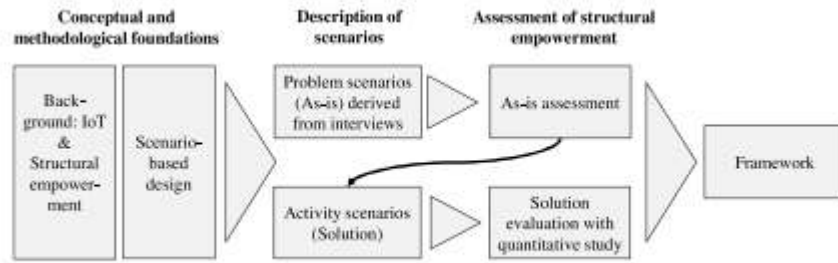 Conceptual and
methodological foundations
Description of
scenarios
Assessment of structural
empowerment
Back-
ground: IoT
&
Structural
empower-
ment
Scenario-
based
design
Problem scenarios
(As-is) derived
from interviews
As-is assessment
Activity scenarios
(Solution)
Solution
evaluation with
quantitative study
Framework